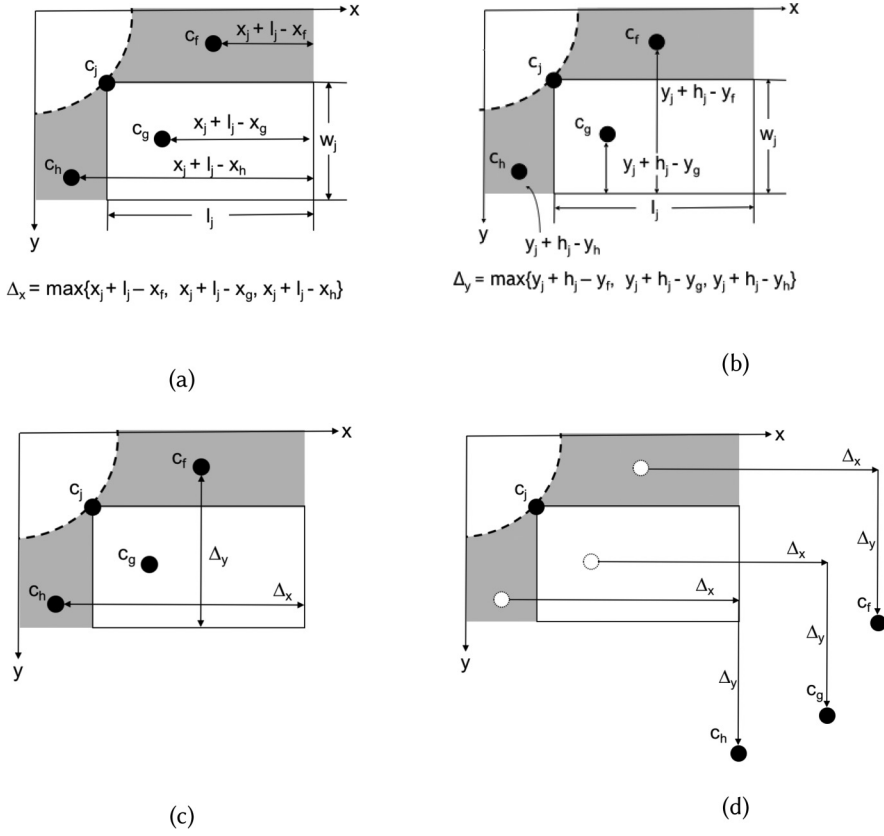 x
c_f
x_j + l_j - x_f
c_j
c_g
x_j + l_j - x_g
w_j
c_h
x_j + l_j - x_h
l_j
y
Δ_x = max{x_j + l_j – x_f, x_j + l_j - x_g, x_j + l_j - x_h}
(a)
x
c_f
c_j
y_j + h_j - y_f
c_g
w_j
c_h
y_j + h_j - y_g
l_j
y
y_j + h_j - y_h
Δ_y = max{y_j + h_j – y_f, y_j + h_j - y_g, y_j + h_j - y_h}
(b)
x
c_f
c_j
c_g
Δ_y
c_h
Δ_x
y
(c)
x
Δ_x
c_j
Δ_y
Δ_x
Δ_x
c_f
y
Δ_y
Δ_y
c_g
c_h
(d)